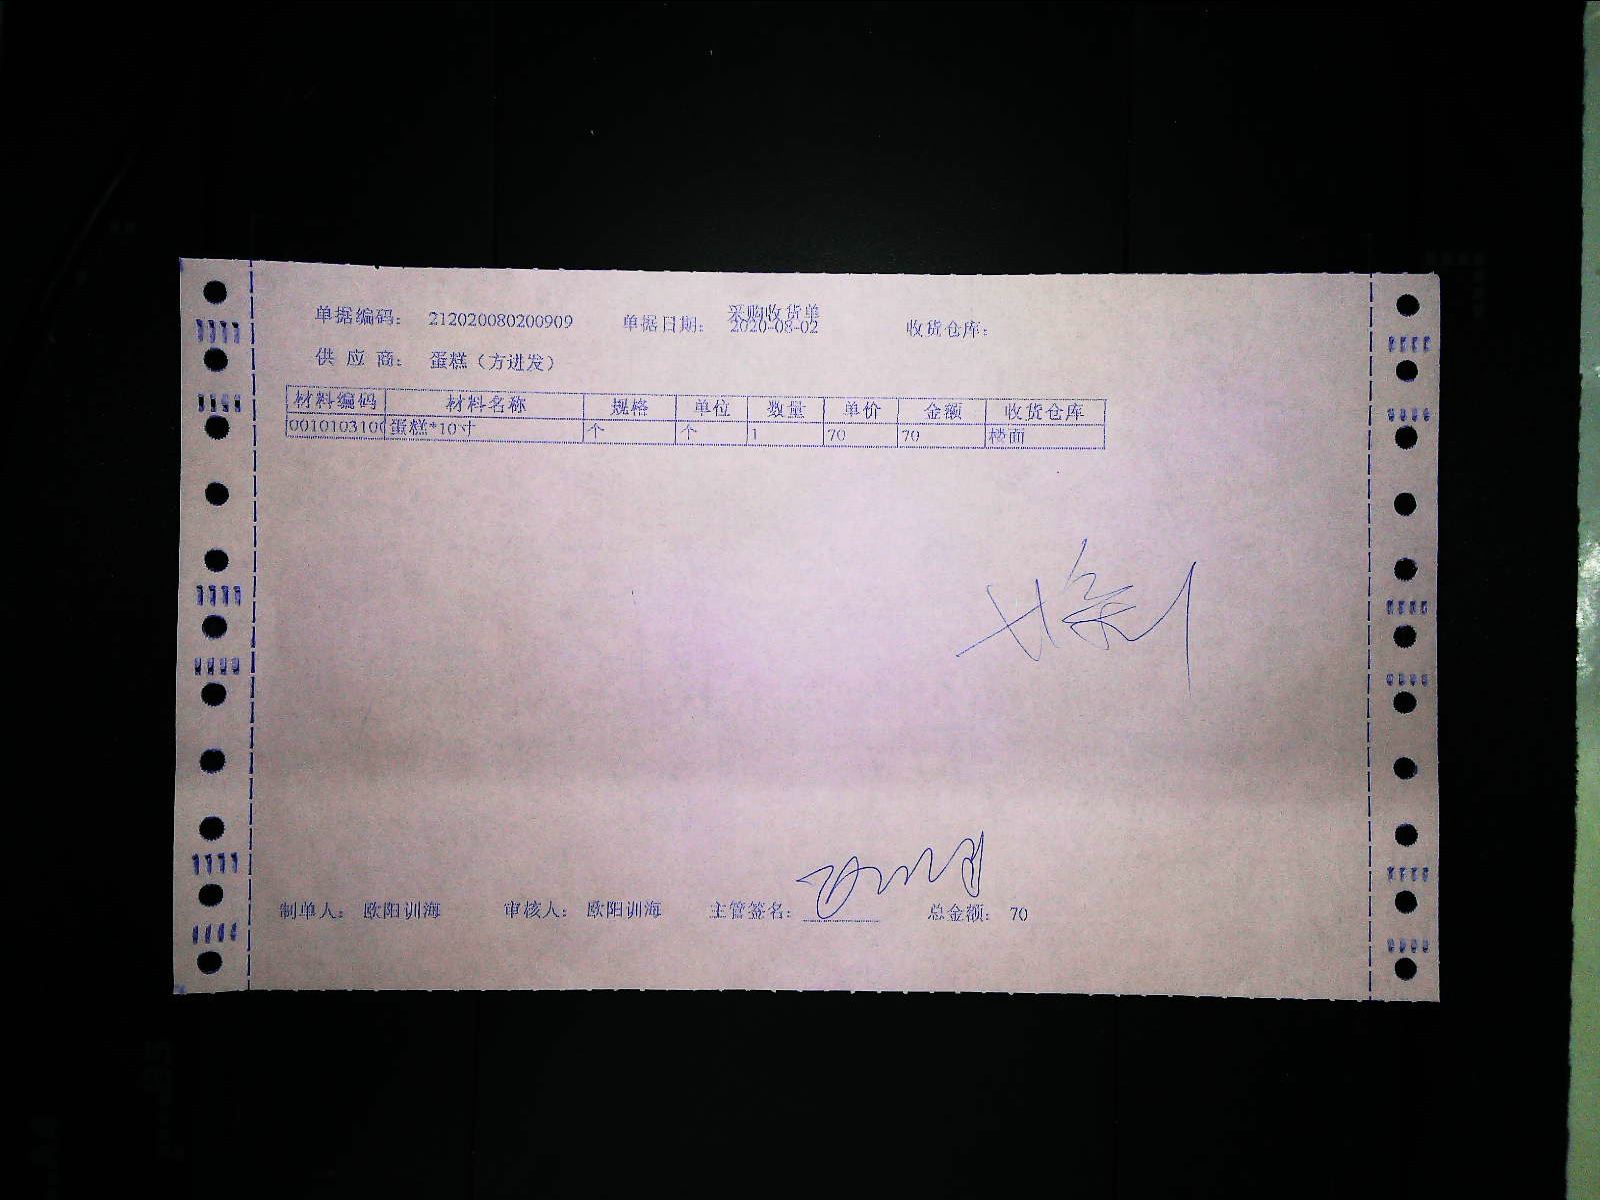 采购收货单
单据编码: 212020080200909 单据日期: 2020-08-02 收货仓库:
供 应 商: 蛋糕(方进发)
材料编码 材料名称 规格 单位 数量 单价 金额 收货仓库
0010103100 蛋糕*10寸 个 个 1 70 70 楼面
制单人: 欧阳训海 审核人: 欧阳训海 主管签名: 总金额: 70